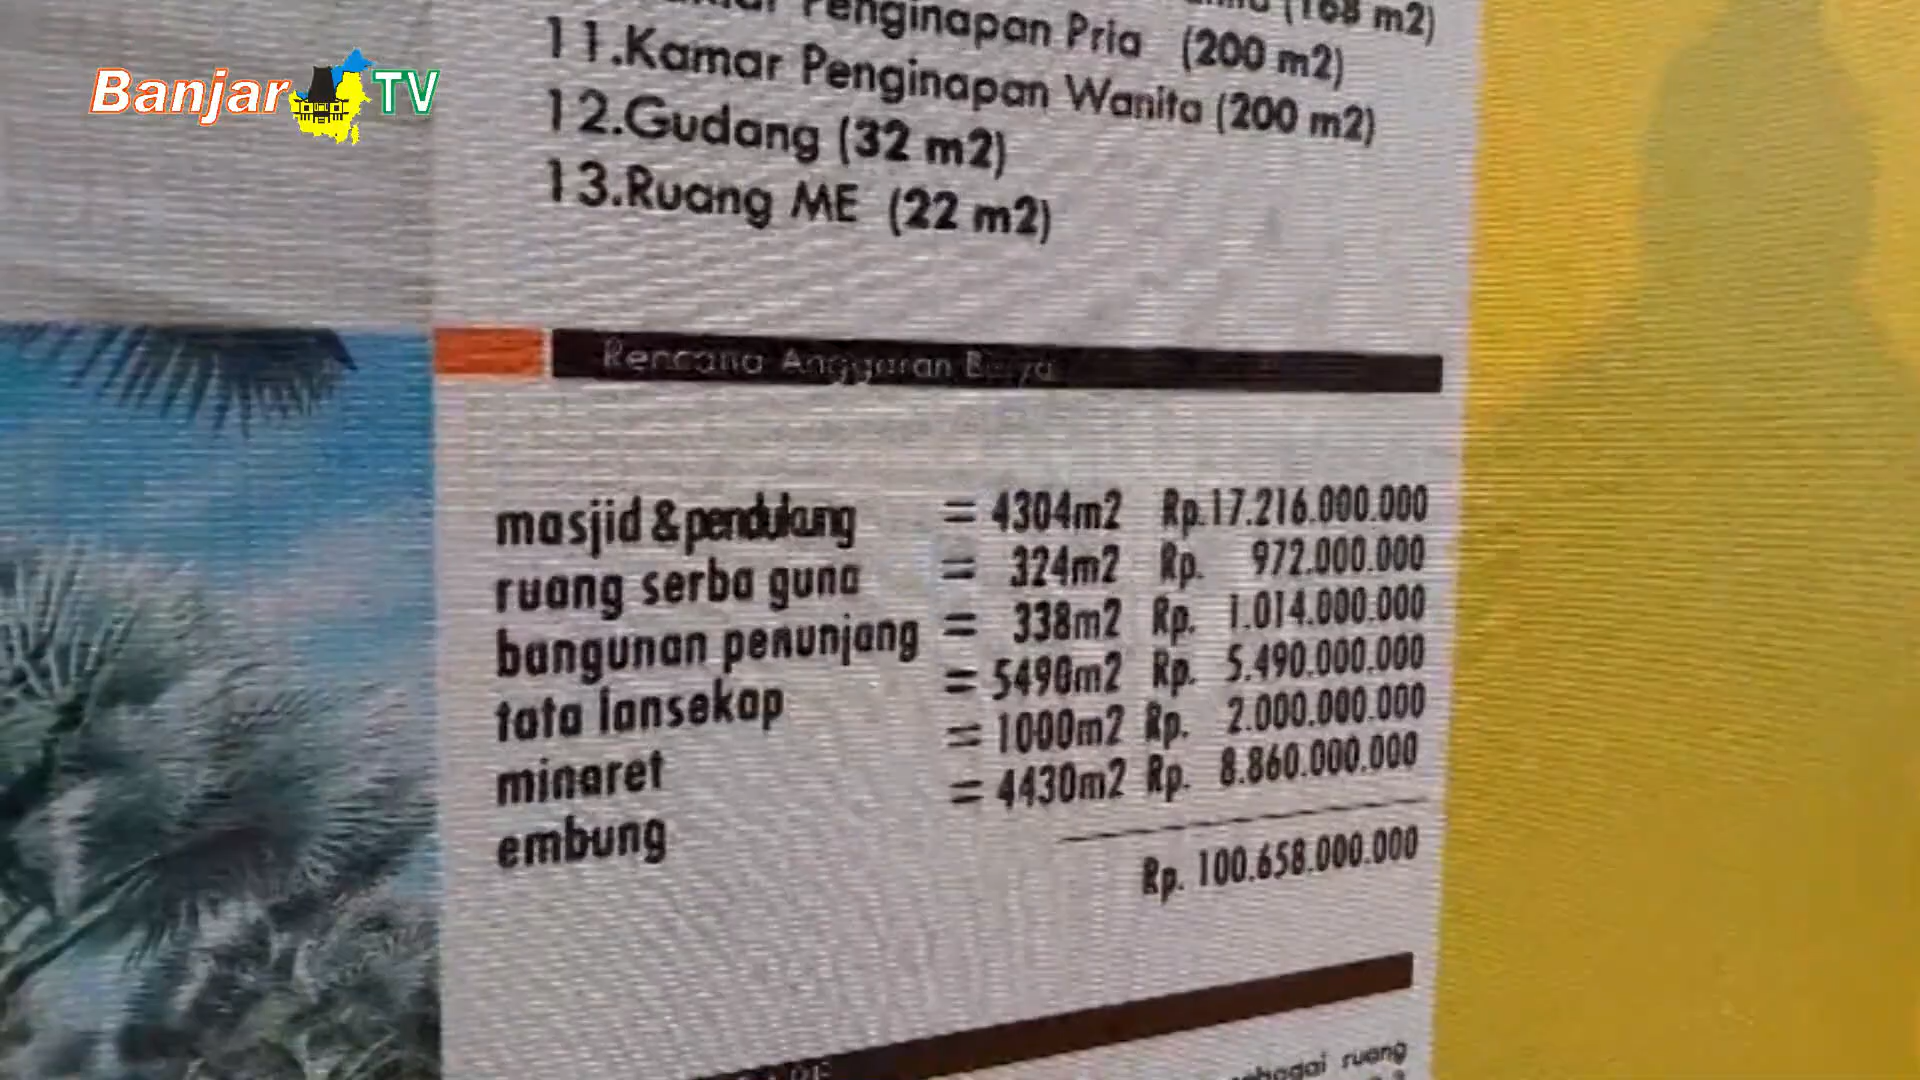 Banjar TV
Penginapan Pria (200 m2)
(168 m2)
11.Kamar Penginapan Wanita (200 m2)
12.Gudang (32 m2)
13.Ruang ME (22 m2)
Rencana Anggaran Biaya
masjid & pendukung = 4304m2 Rp.17.216.000.000
ruang serba guna = 324m2 Rp. 972.000.000
bangunan penunjang = 338m2 Rp. 1.014.000.000
tata lansekap = 5490m2 Rp. 5.490.000.000
minaret = 1000m2 Rp. 2.000.000.000
embung = 4430m2 Rp. 8.860.000.000
Rp. 100.658.000.000
sebagai ruang